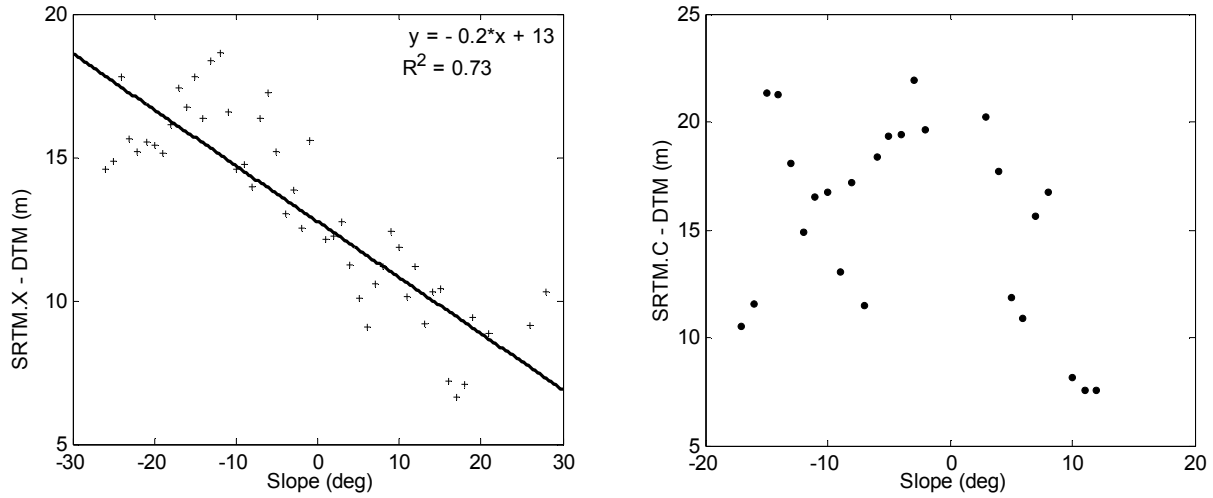 20
15
10
5
SRTM.X - DTM (m)
y = - 0.2*x + 13
R2 = 0.73
-30 -20 -10 0 10 20 30
Slope (deg)
25
20
15
10
5
SRTM.C - DTM (m)
-20 -10 0 10 20
Slope (deg)